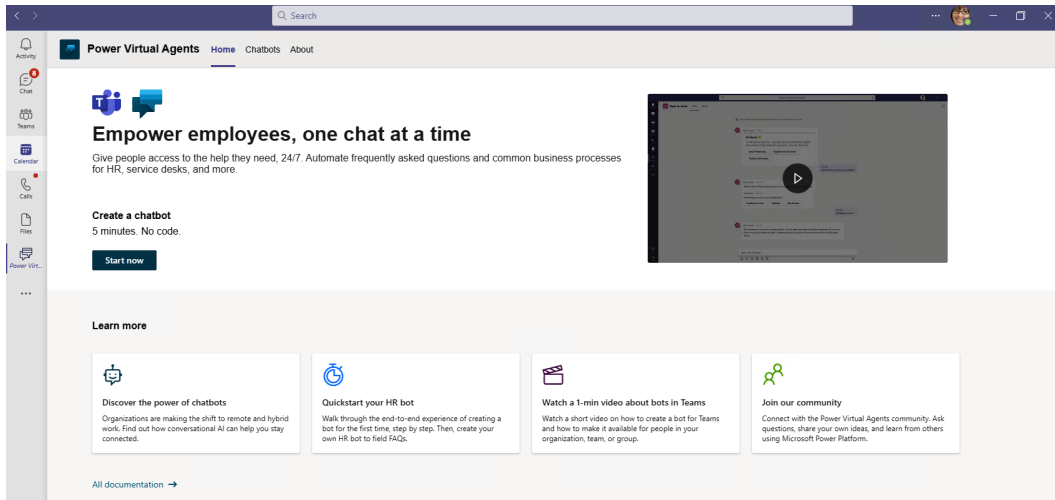 Search
Activity
8
Chat
Teams
Calendar
Calls
Files
Power Virt...
Power Virtual Agents Home Chatbots About
Empower employees, one chat at a time
Give people access to the help they need, 24/7. Automate frequently asked questions and common business processes
for HR, service desks, and more.
Create a chatbot
5 minutes. No code.
Start now
Learn more
Discover the power of chatbots
Organizations are making the shift to remote and hybrid
work. Find out how conversational AI can help you stay
connected.
Quickstart your HR bot
Walk through the end-to-end experience of creating a
bot for the first time, step by step. Then, create your
own HR bot to field FAQs.
Watch a 1-min video about bots in Teams
Watch a short video on how to create a bot for Teams
and how to make it available for people in your
organization, team, or group.
Join our community
Connect with the Power Virtual Agents community. Ask
questions, share your own ideas, and learn from others
using Microsoft Power Platform.
All documentation →